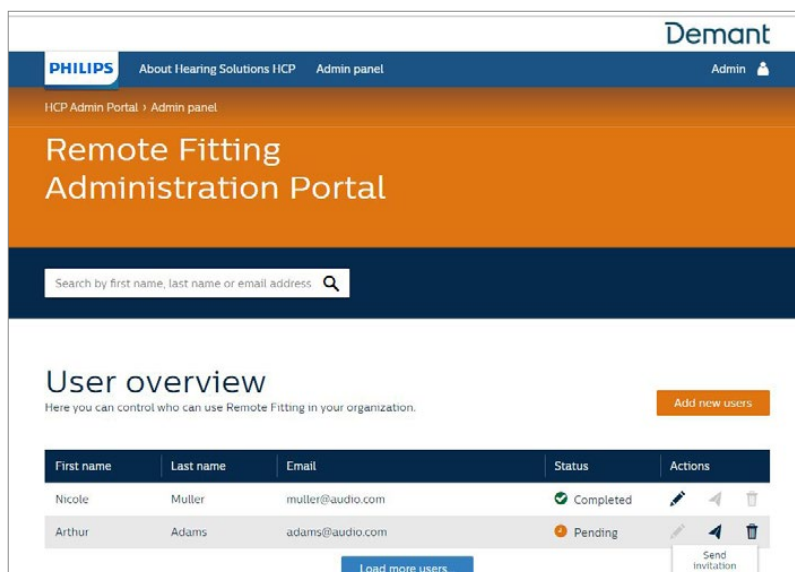 Demant
PHILIPS About Hearing Solutions HCP Admin panel Admin
HCP Admin Portal › Admin panel
Remote Fitting
Administration Portal
Search by first name, last name or email address
User overview
Here you can control who can use Remote Fitting in your organization.
Add new users
First name Last name Email Status Actions
Nicole Muller muller@audio.com Completed
Arthur Adams adams@audio.com Pending
Send
invitation
Load more users